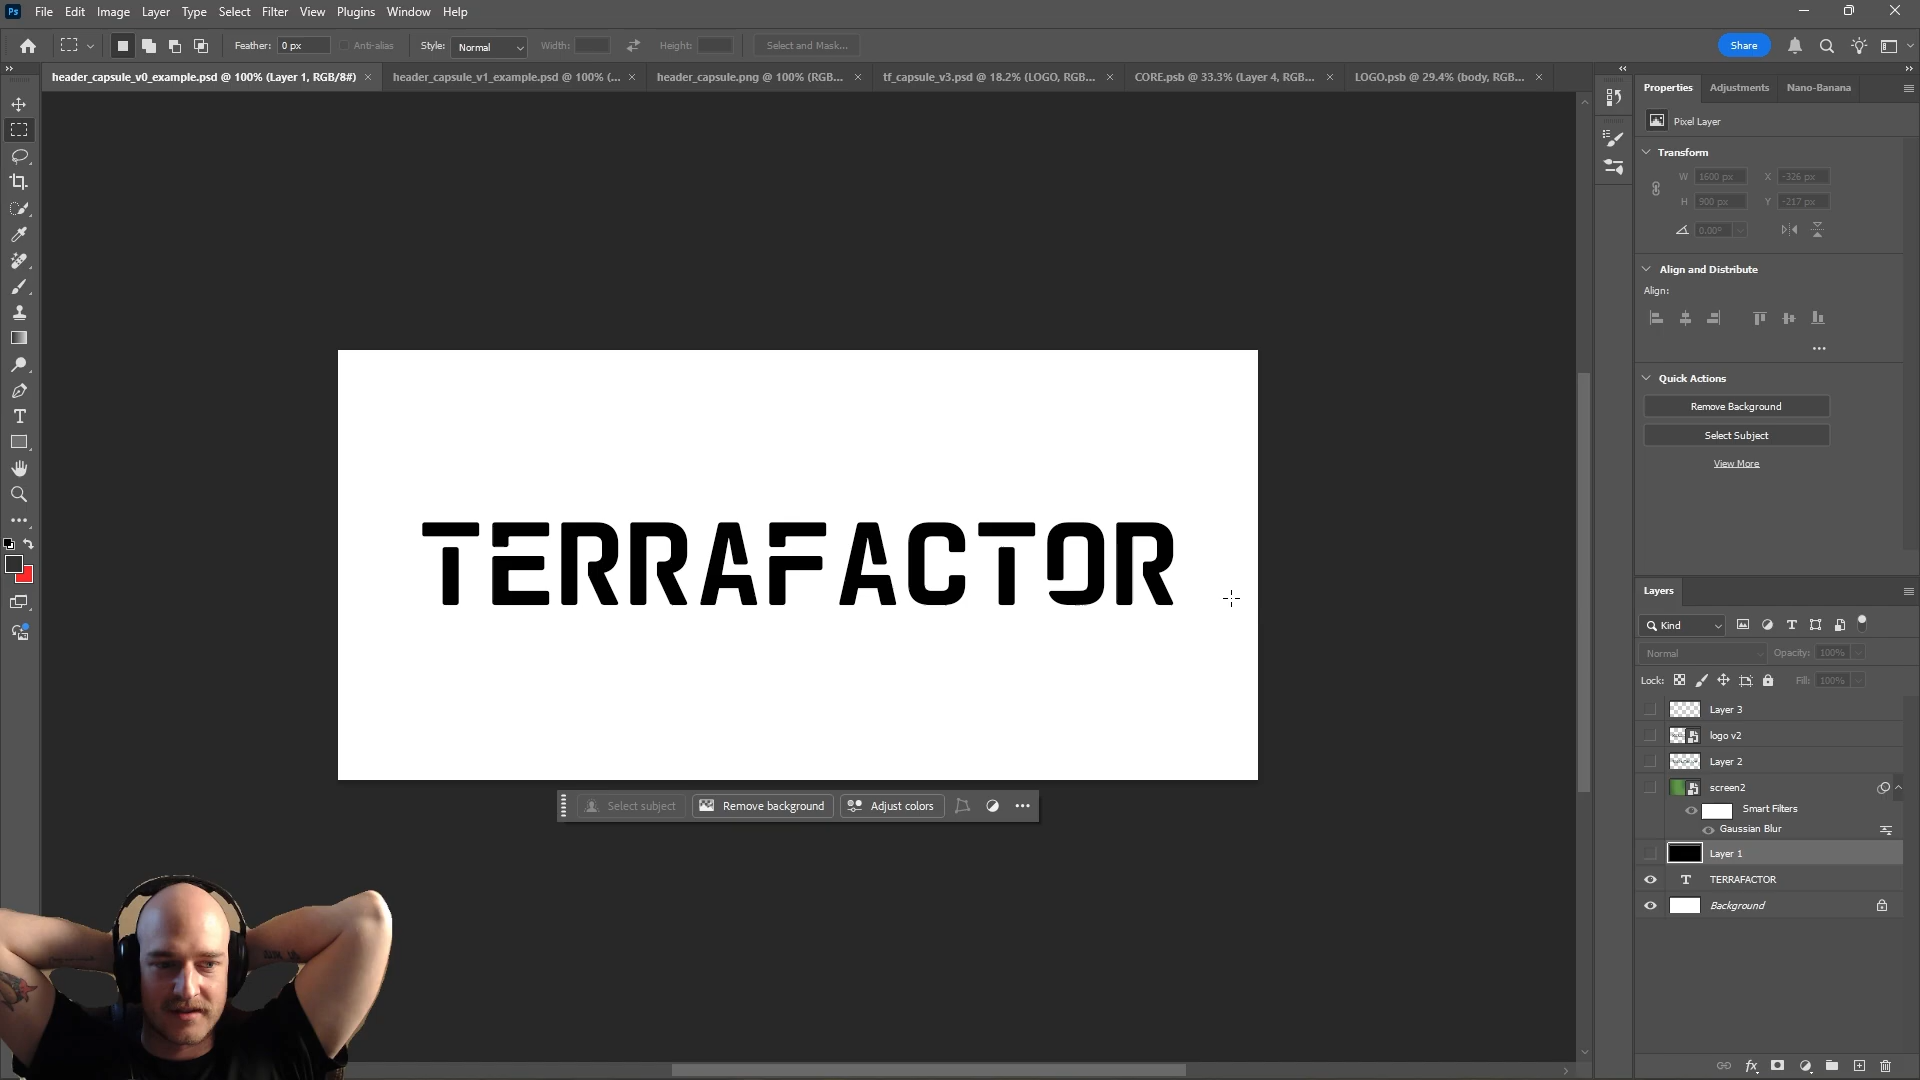 Ps File Edit Image Layer Type Select Filter View Plugins Window Help
Feather: 0 px Anti-alias Style: Normal Width: Height: Select and Mask... Share
header_capsule_v0_example.psd @ 100% (Layer 1, RGB/8#) header_capsule_v1_example.psd @ 100% (... header_capsule.png @ 100% (RGB... tf_capsule_v3.psd @ 18.2% (LOGO, RGB... CORE.psb @ 33.3% (Layer 4, RGB... LOGO.psb @ 29.4% (body, RGB...
Properties Adjustments Nano-Banana
Pixel Layer
Transform
W 1600 px X -326 px
H 900 px Y -217 px
0.00°
Align and Distribute
Align:
Quick Actions
Remove Background
Select Subject
View More
TERRAFACTOR
Select subject Remove background Adjust colors
Layers
Kind
Normal Opacity: 100%
Lock: Fill: 100%
Layer 3
logo v2
Layer 2
screen2
Smart Filters
Gaussian Blur
Layer 1
T TERRAFACTOR
Background
fx